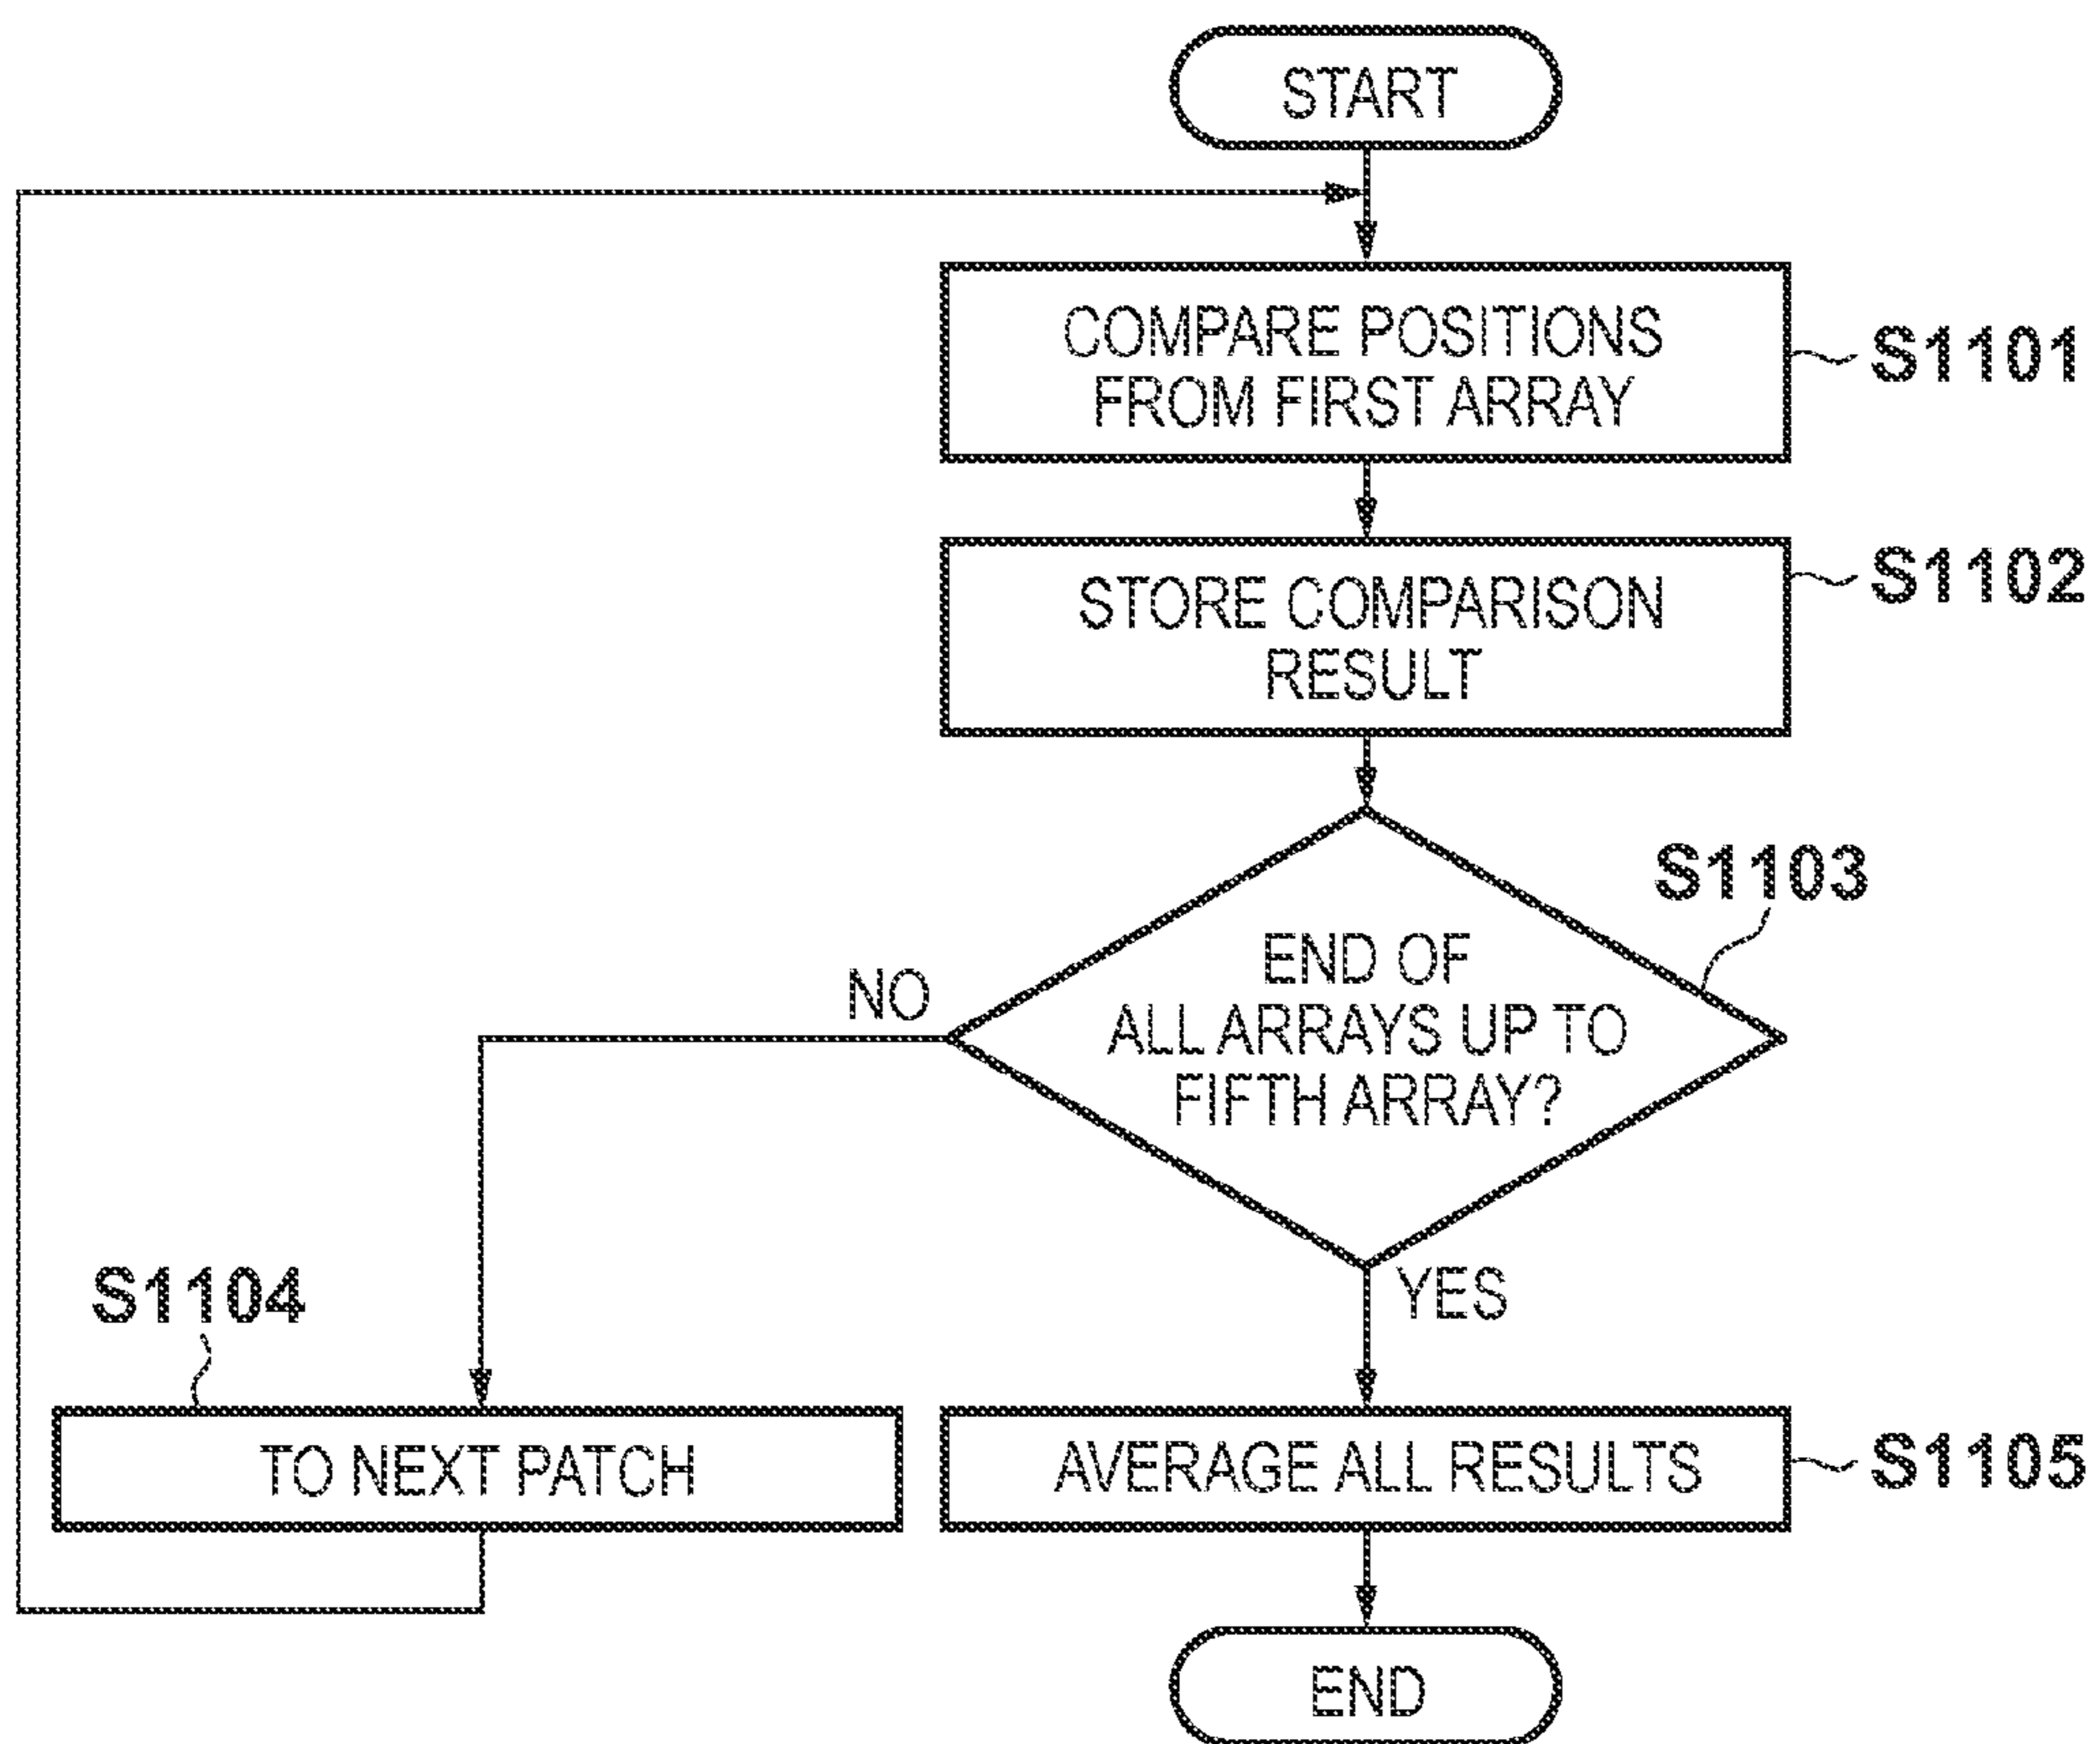 START
COMPARE POSITIONS
FROM FIRST ARRAY
S1101
STORE COMPARISON
RESULT
S1102
S1103
END OF
ALL ARRAYS UP TO
FIFTH ARRAY?
NO
YES
S1104
TO NEXT PATCH
AVERAGE ALL RESULTS
S1105
END